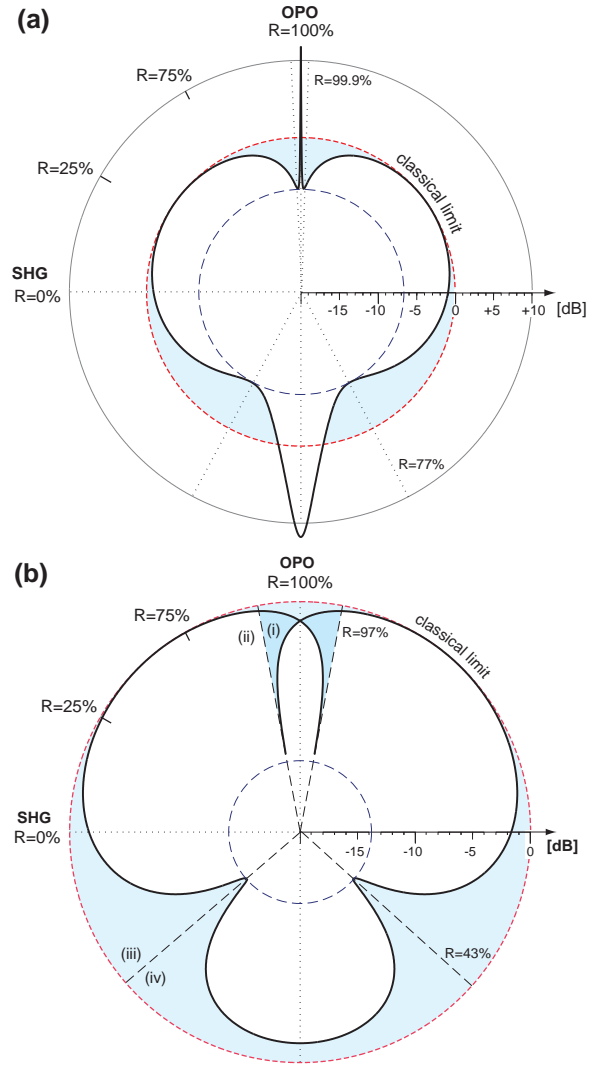 (a)
OPO
R=100%
R=75%
R=99.9%
R=25%
classical limit
SHG
R=0%
-15 -10 -5 0 +5 +10 [dB]
R=77%
(b)
OPO
R=100%
R=75%
(ii) (i)
R=97%
classical limit
R=25%
SHG
R=0%
-15 -10 -5 0 [dB]
(iii)
(iv)
R=43%